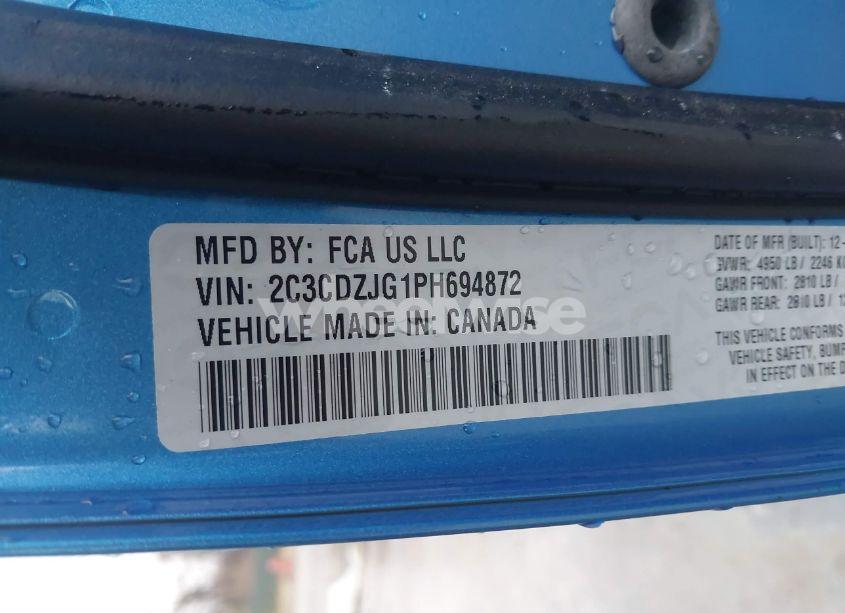 MFD BY: FCA US LLC
VIN: 2C3CDZJG1PH694872
VEHICLE MADE IN: CANADA
wheelwise
DATE OF MFR (BUILT): 12-
GVWR: 4950 LB / 2246 KG
GAWR FRONT: 2810 LB /
GAWR REAR: 2810 LB /
THIS VEHICLE CONFORMS
VEHICLE SAFETY, BUMP
IN EFFECT ON THE D